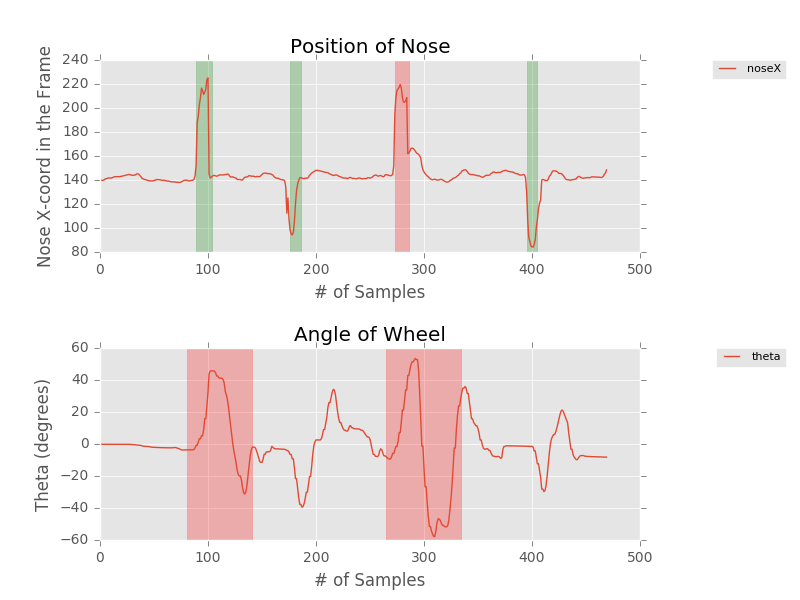 Position of Nose
noseX
Nose X-coord in the Frame
240
220
200
180
160
140
120
100
80
0 100 200 300 400 500
# of Samples
Angle of Wheel
theta
Theta (degrees)
60
40
20
0
−20
−40
−60
0 100 200 300 400 500
# of Samples